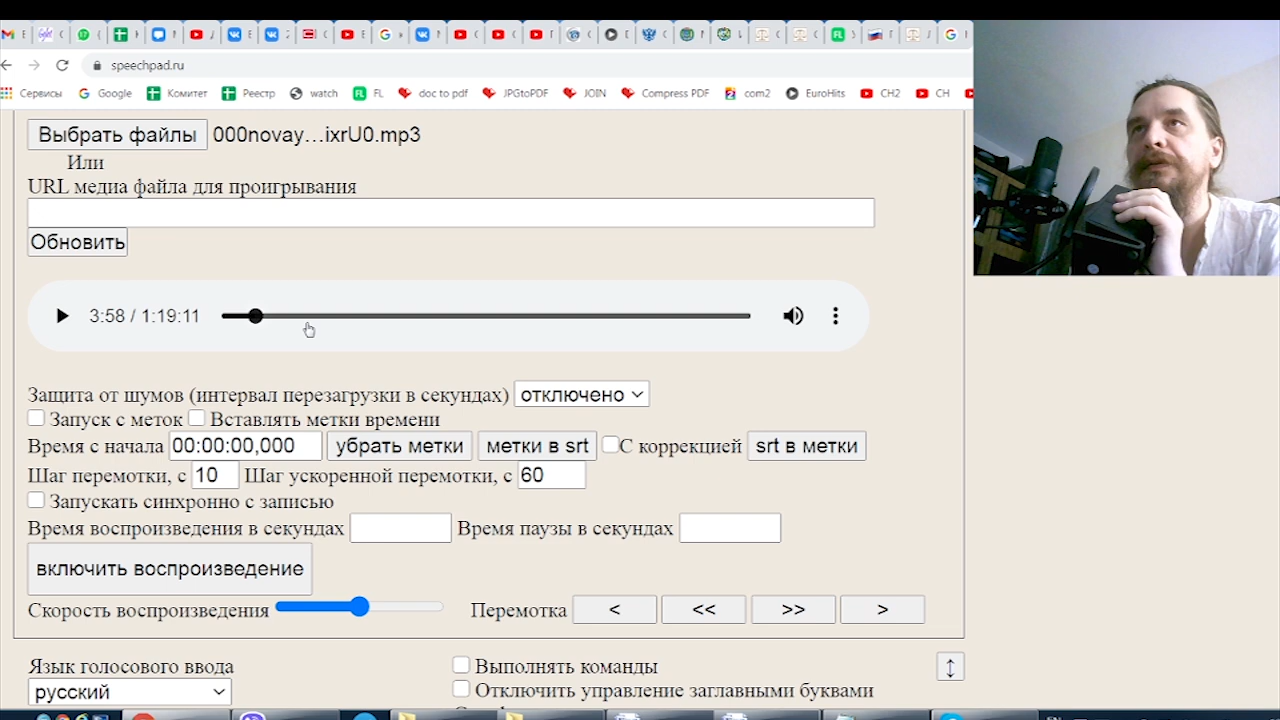 speechpad.ru
Сервисы Google Комитет Реестр watch FL doc to pdf JPGtoPDF JOIN Compress PDF com2 EuroHits CH2 CH
Выбрать файлы 000novay…ixrU0.mp3
Или
URL медиа файла для проигрывания
Обновить
3:58 / 1:19:11
Защита от шумов (интервал перезагрузки в секундах) отключено
Запуск с меток Вставлять метки времени
Время с начала 00:00:00,000 убрать метки метки в srt С коррекцией srt в метки
Шаг перемотки, с 10 Шаг ускоренной перемотки, с 60
Запускать синхронно с записью
Время воспроизведения в секундах Время паузы в секундах
включить воспроизведение
Скорость воспроизведения Перемотка < << >> >
Язык голосового ввода Выполнять команды
русский Отключить управление заглавными буквами